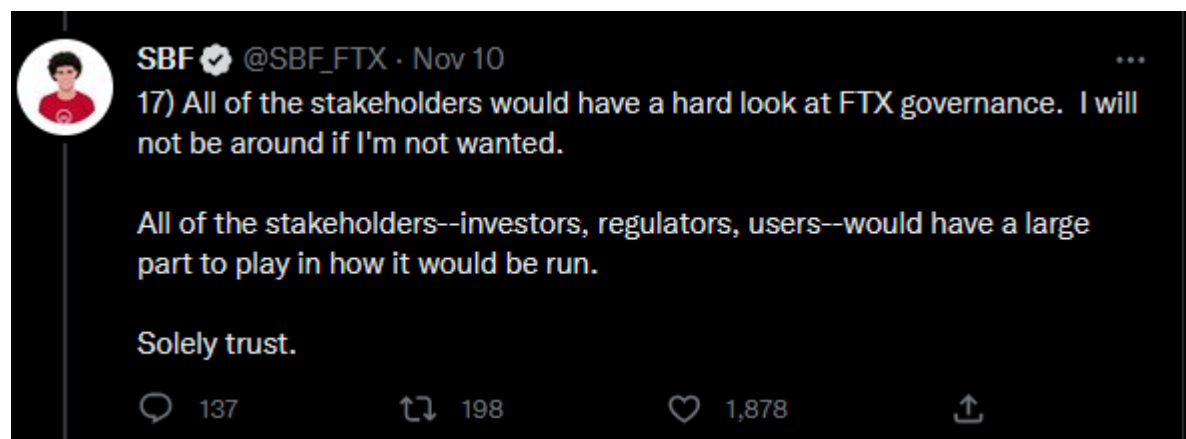 SBF @SBF_FTX · Nov 10
17) All of the stakeholders would have a hard look at FTX governance.  I will
not be around if I'm not wanted.
All of the stakeholders--investors, regulators, users--would have a large
part to play in how it would be run.
Solely trust.
137 198 1,878